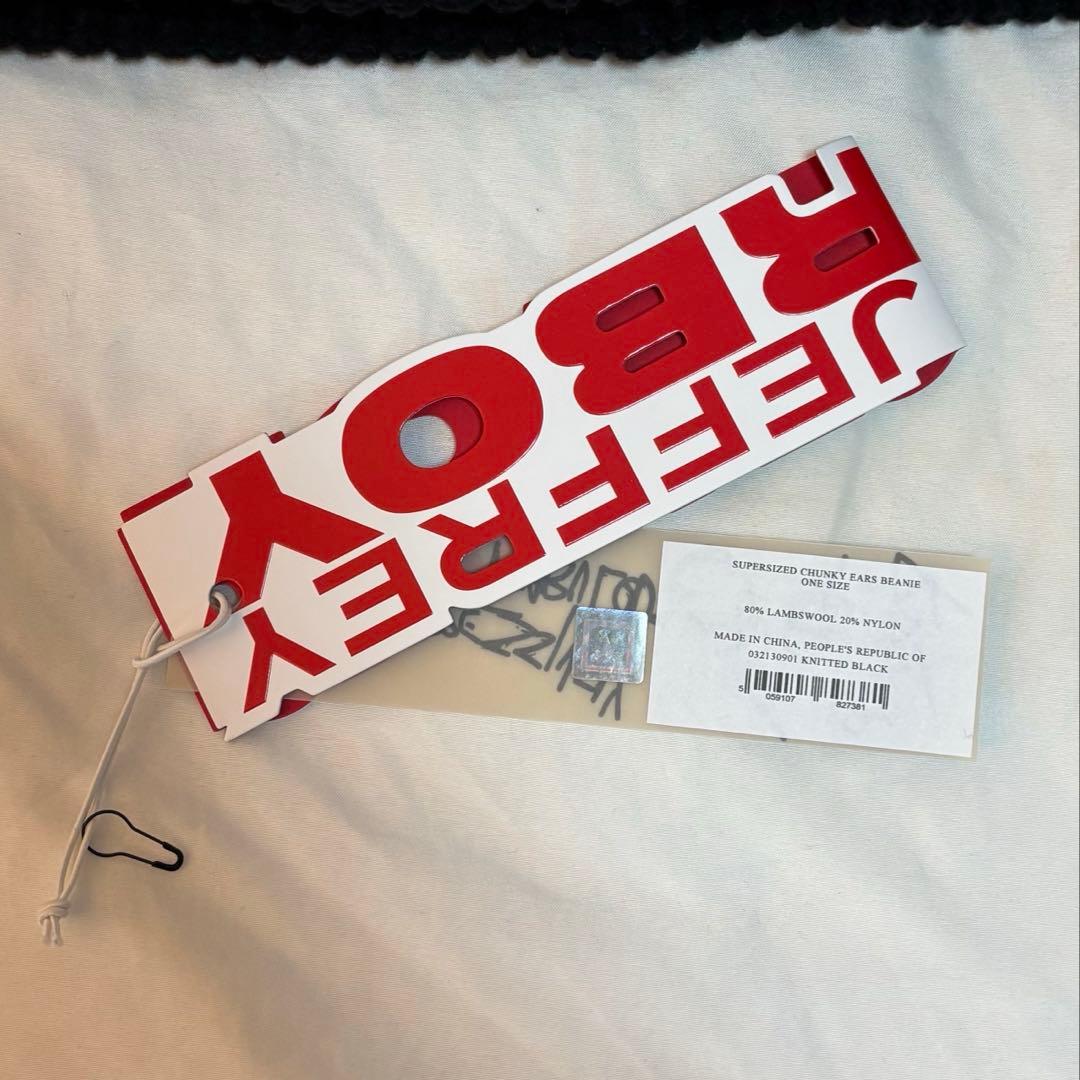 JEFFREY
R BOY
SUPERSIZED CHUNKY EARS BEANIE
ONE SIZE
80% LAMBSWOOL 20% NYLON
MADE IN CHINA, PEOPLE'S REPUBLIC OF
032130901 KNITTED BLACK
5 059107 827381